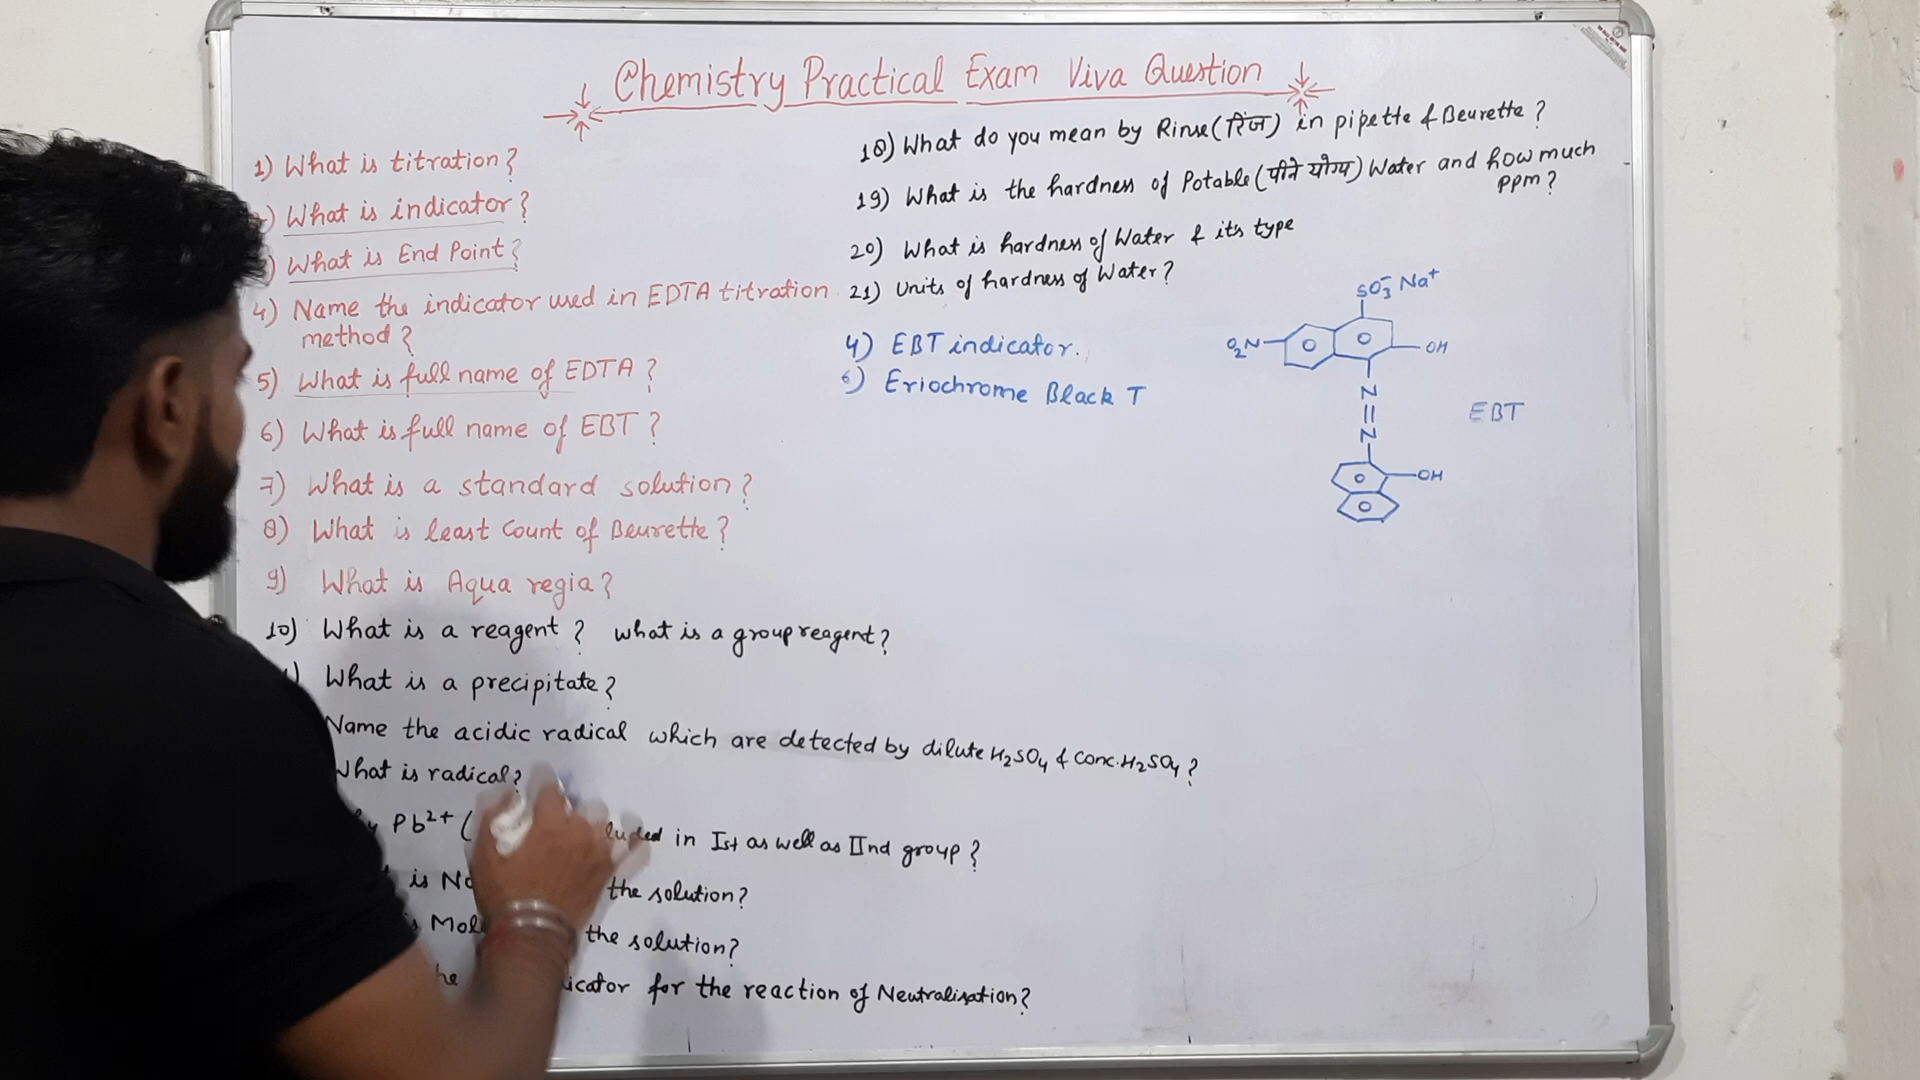 Chemistry Practical Exam Viva Question
1) What is titration?
) What is indicator?
) What is End Point?
4) Name the indicator used in EDTA titration
method?
5) What is full name of EDTA?
6) What is full name of EBT?
7) What is a standard solution?
8) What is least Count of Beurette?
9) What is Aqua regia?
10) What is a reagent? what is a group reagent?
) What is a precipitate?
Name the acidic radical which are detected by dilute H2SO4 & Conc. H2SO4?
What is radical?
Pb2+ ( in Ist as well as IInd group?
is the solution?
the solution?
for the reaction of Neutralisation?
18) What do you mean by Rinse (रिंज) in pipette & Beurette?
19) What is the hardness of Potable (पीने योग्य) Water and how much
ppm?
20) What is hardness of Water & its type
21) Units of hardness of Water?
4) EBT indicator.
6) Eriochrome Black T
SO3- Na+
O2N
OH
N
=
N
OH
EBT